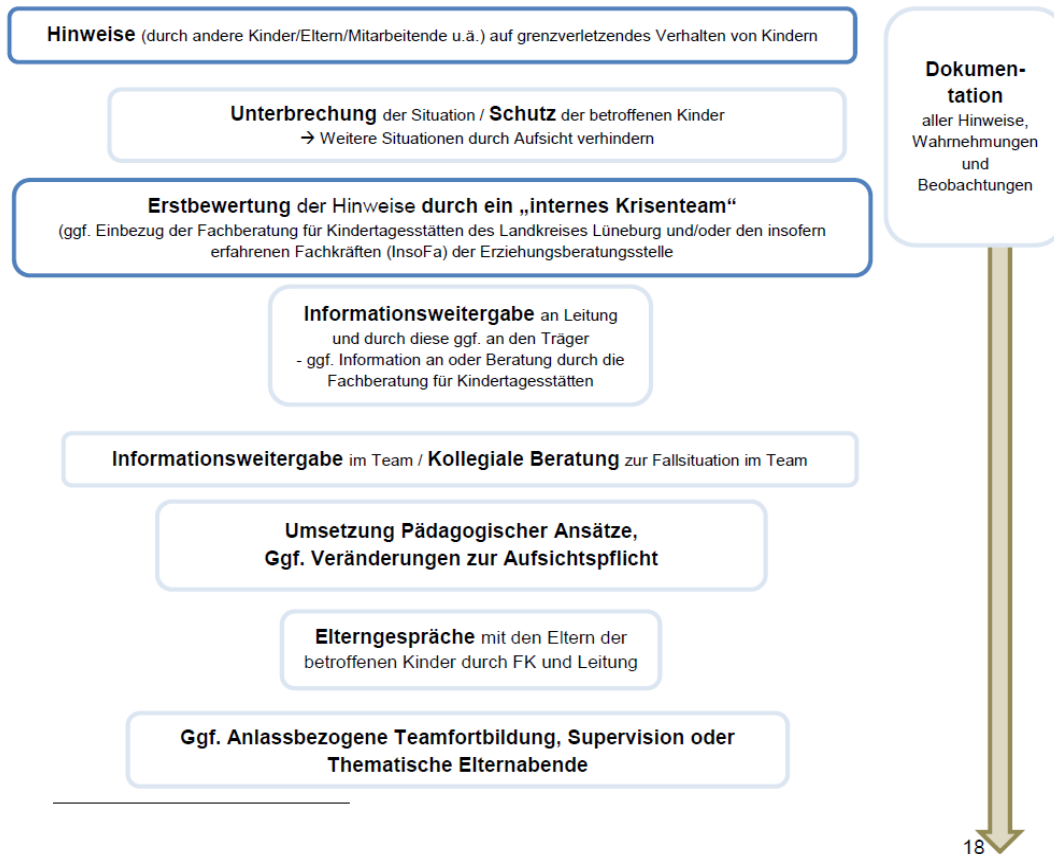 Hinweise (durch andere Kinder/Eltern/Mitarbeitende u.ä.) auf grenzverletzendes Verhalten von Kindern
Unterbrechung der Situation / Schutz der betroffenen Kinder
→ Weitere Situationen durch Aufsicht verhindern
Erstbewertung der Hinweise durch ein „internes Krisenteam“
(ggf. Einbezug der Fachberatung für Kindertagesstätten des Landkreises Lüneburg und/oder den insofern
erfahrenen Fachkräften (InsoFa) der Erziehungsberatungsstelle
Informationsweitergabe an Leitung
und durch diese ggf. an den Träger
- ggf. Information an oder Beratung durch die
Fachberatung für Kindertagesstätten
Informationsweitergabe im Team / Kollegiale Beratung zur Fallsituation im Team
Umsetzung Pädagogischer Ansätze,
Ggf. Veränderungen zur Aufsichtspflicht
Elterngespräche mit den Eltern der
betroffenen Kinder durch FK und Leitung
Ggf. Anlassbezogene Teamfortbildung, Supervision oder
Thematische Elternabende
Dokumen-
tation
aller Hinweise,
Wahrnehmungen
und
Beobachtungen
18